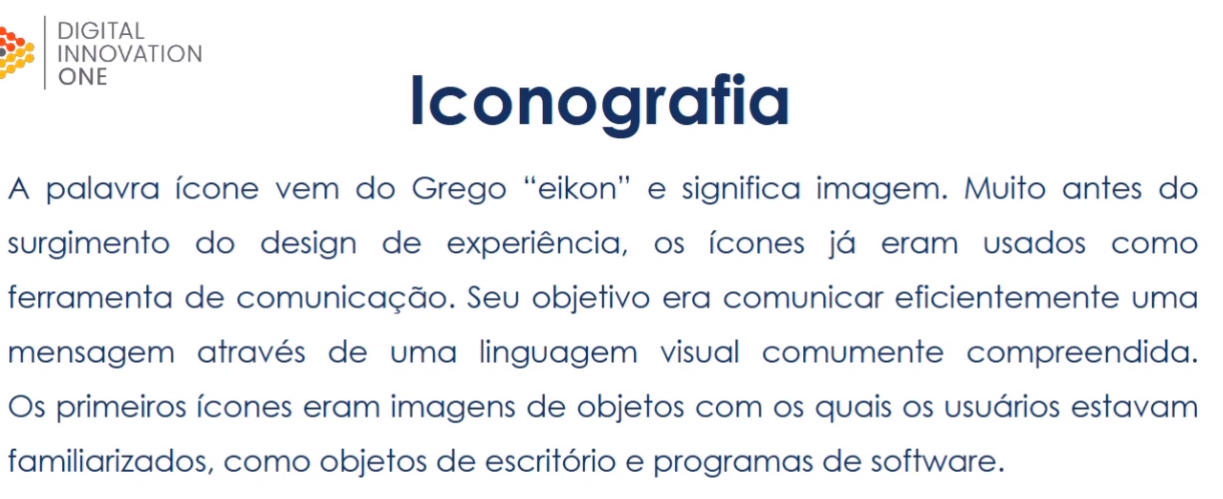 DIGITAL
INNOVATION
ONE
Iconografia
A palavra ícone vem do Grego “eikon” e significa imagem. Muito antes do
surgimento do design de experiência, os ícones já eram usados como
ferramenta de comunicação. Seu objetivo era comunicar eficientemente uma
mensagem através de uma linguagem visual comumente compreendida.
Os primeiros ícones eram imagens de objetos com os quais os usuários estavam
familiarizados, como objetos de escritório e programas de software.